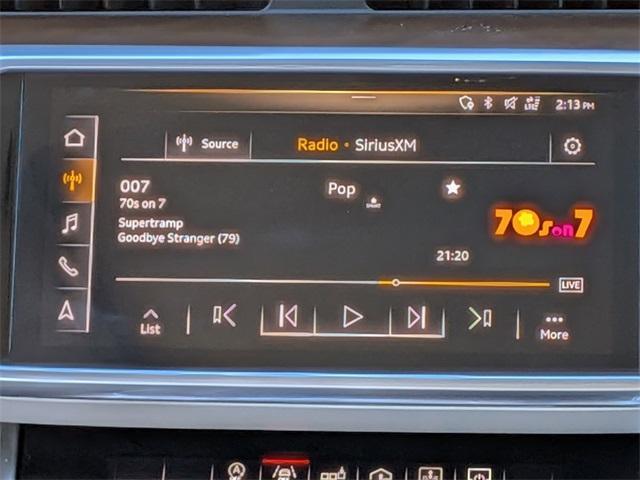 LTE 2:13 PM
Source Radio • SiriusXM
007 Pop
70s on 7
Supertramp
Goodbye Stranger (79)
70s on 7
21:20
LIVE
List
More